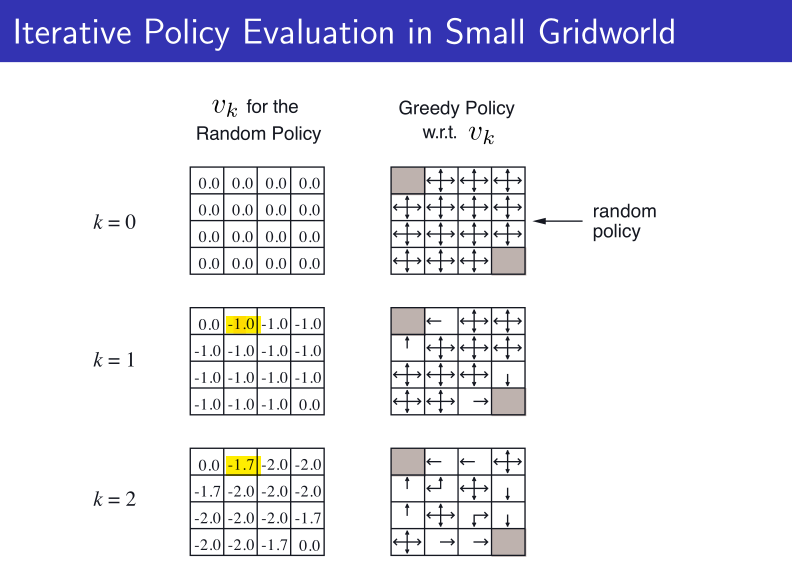 Iterative Policy Evaluation in Small Gridworld
v_k for the
Random Policy
Greedy Policy
w.r.t. v_k
k = 0
0.0 0.0 0.0 0.0
0.0 0.0 0.0 0.0
0.0 0.0 0.0 0.0
0.0 0.0 0.0 0.0
random
policy
k = 1
0.0 -1.0 -1.0 -1.0
-1.0 -1.0 -1.0 -1.0
-1.0 -1.0 -1.0 -1.0
-1.0 -1.0 -1.0 0.0
k = 2
0.0 -1.7 -2.0 -2.0
-1.7 -2.0 -2.0 -2.0
-2.0 -2.0 -2.0 -1.7
-2.0 -2.0 -1.7 0.0